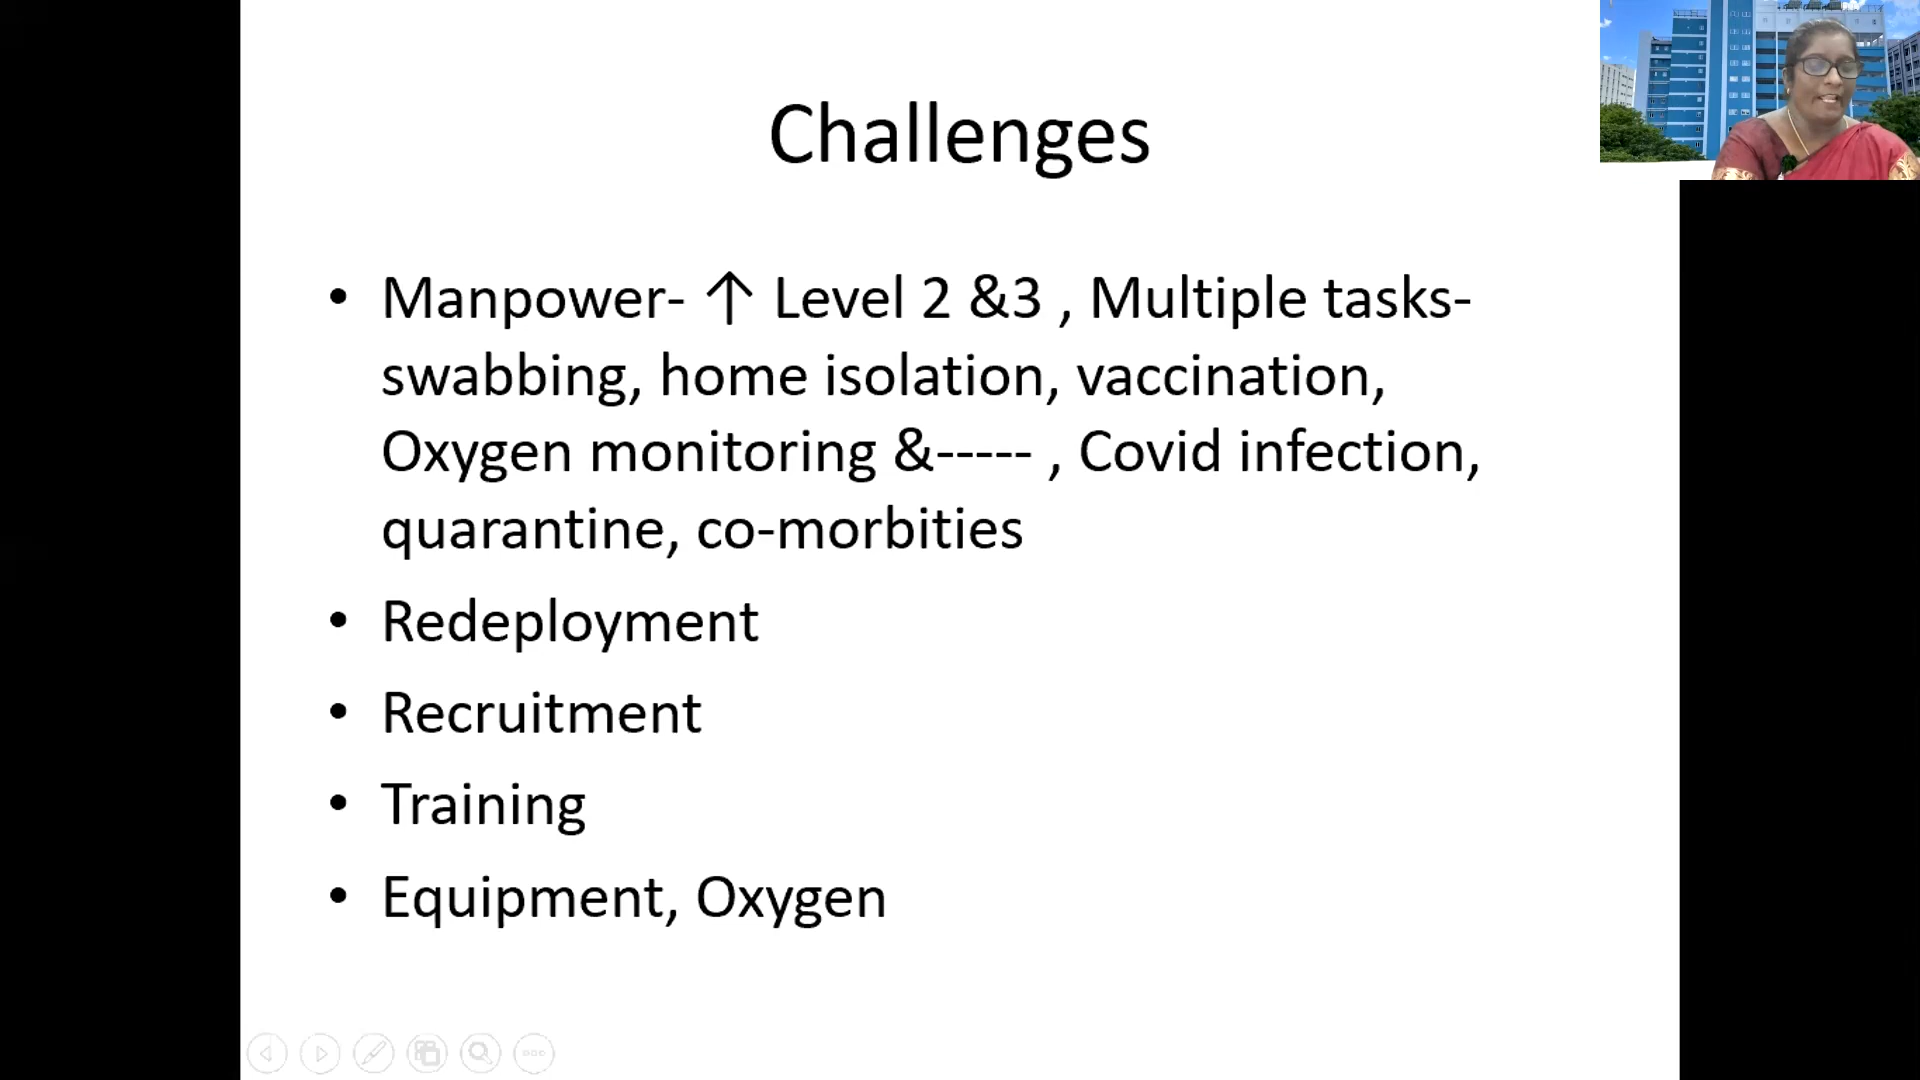 Challenges
• Manpower- ↑ Level 2 &3 , Multiple tasks-
swabbing, home isolation, vaccination,
Oxygen monitoring &----- , Covid infection,
quarantine, co-morbities
• Redeployment
• Recruitment
• Training
• Equipment, Oxygen